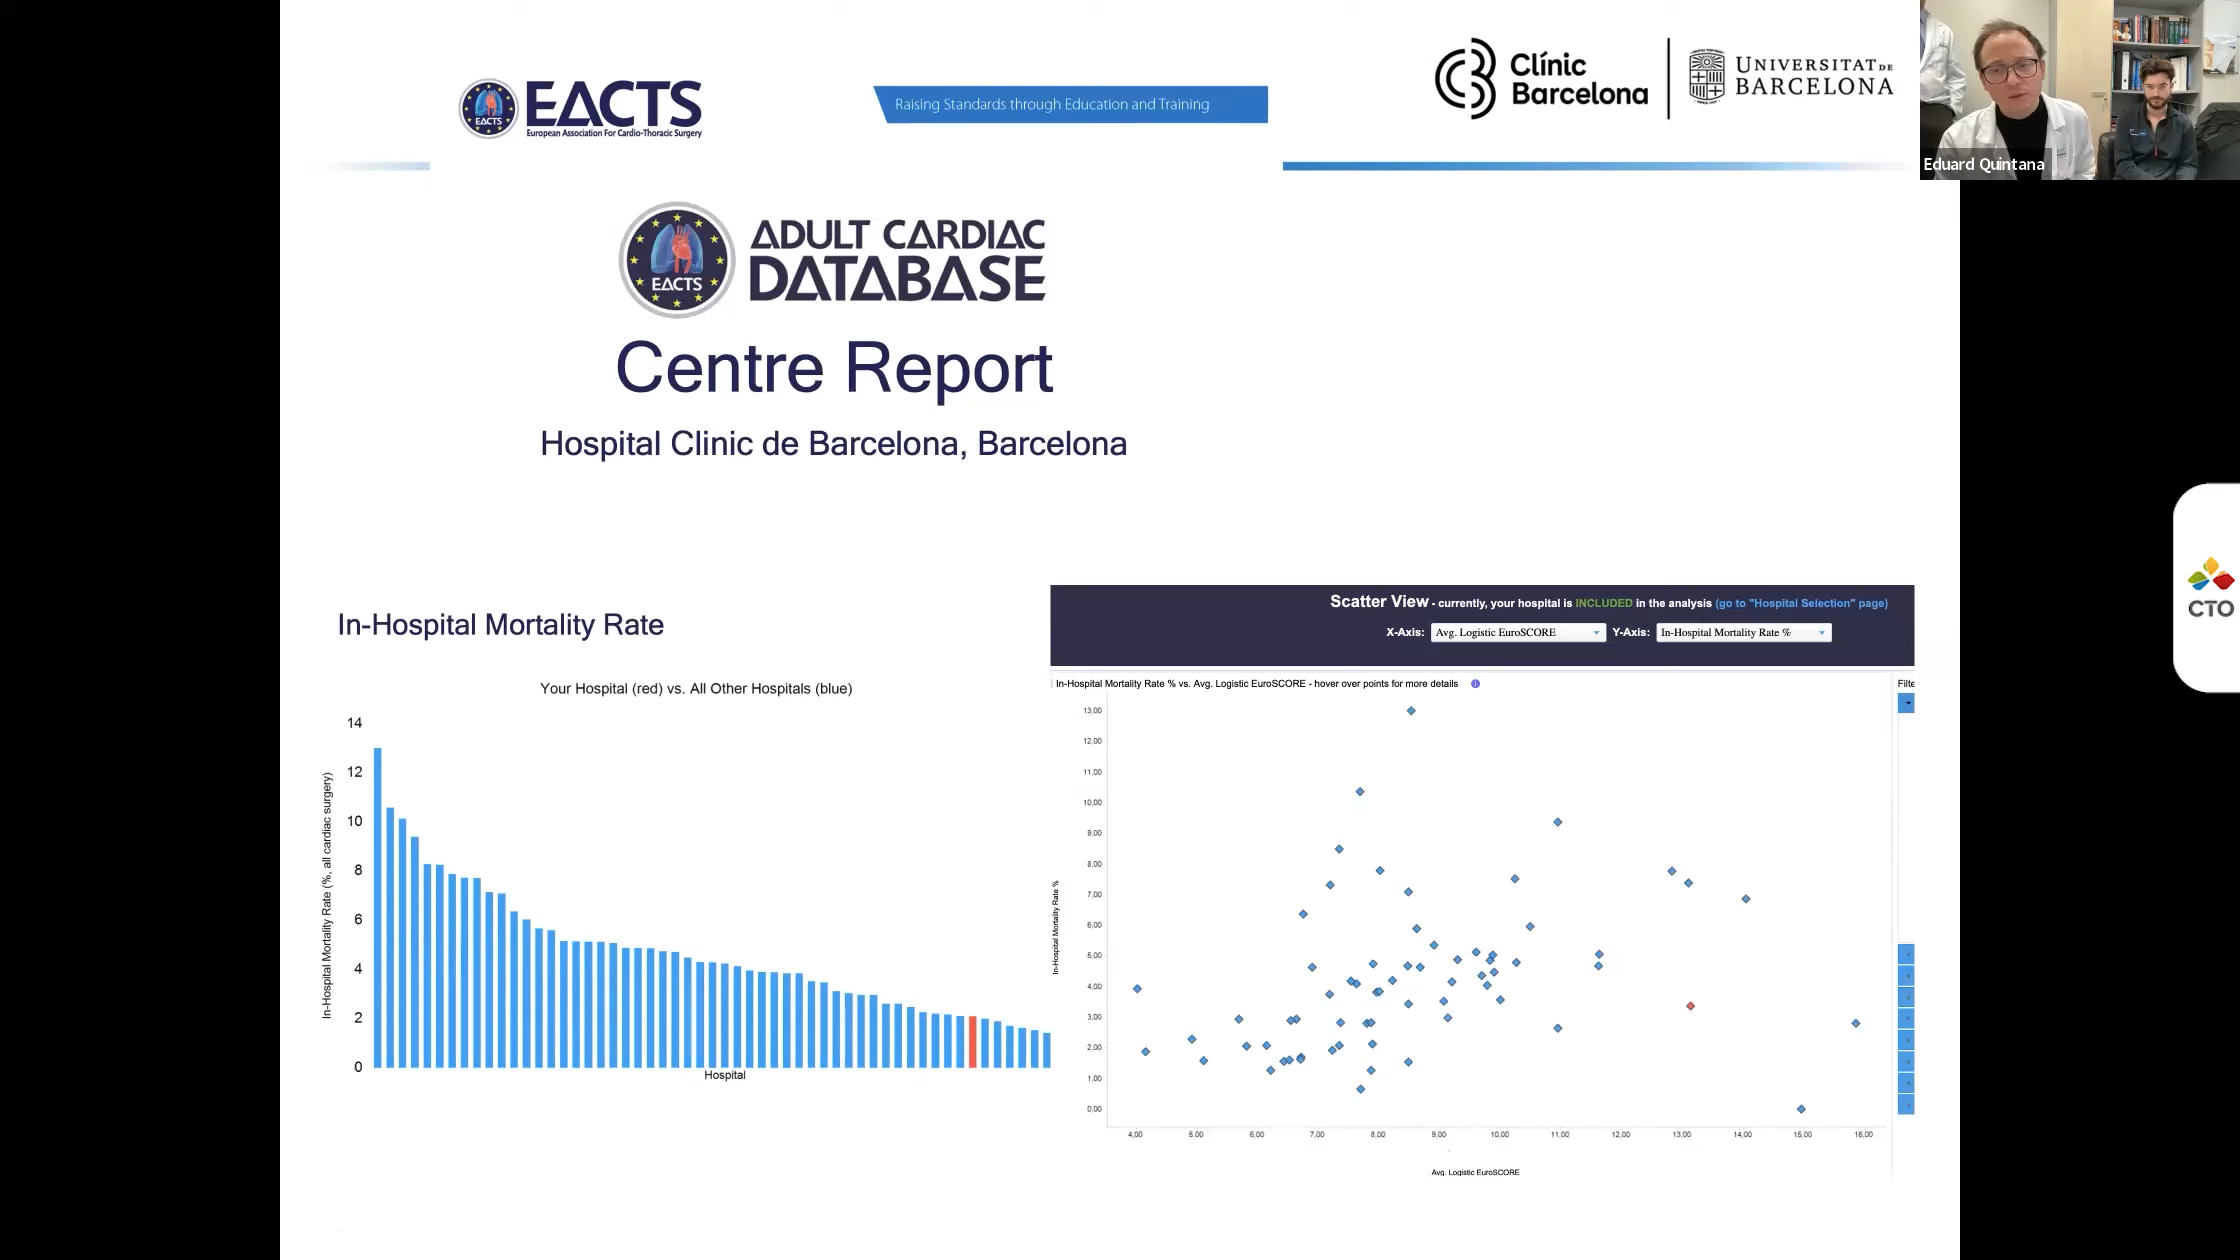 EACTS
EACTS
European Association For Cardio-Thoracic Surgery
Raising Standards through Education and Training
Clínic
Barcelona
UNIVERSITAT DE
BARCELONA
Eduard Quintana
EACTS
ADULT CARDIAC
DATABASE
Centre Report
Hospital Clinic de Barcelona, Barcelona
CTO
In-Hospital Mortality Rate
Your Hospital (red) vs. All Other Hospitals (blue)
In-Hospital Mortality Rate (%, all cardiac surgery)
14
12
10
8
6
4
2
0
Hospital
Scatter View - currently, your hospital is INCLUDED in the analysis (go to "Hospital Selection" page)
X-Axis: Avg. Logistic EuroSCORE Y-Axis: In-Hospital Mortality Rate %
In-Hospital Mortality Rate % vs. Avg. Logistic EuroSCORE - hover over points for more details
Filte
In-Hospital Mortality Rate %
13,00
12,00
11,00
10,00
9,00
8,00
7,00
6,00
5,00
4,00
3,00
2,00
1,00
0,00
4,00 5,00 6,00 7,00 8,00 9,00 10,00 11,00 12,00 13,00 14,00 15,00 16,00
Avg. Logistic EuroSCORE